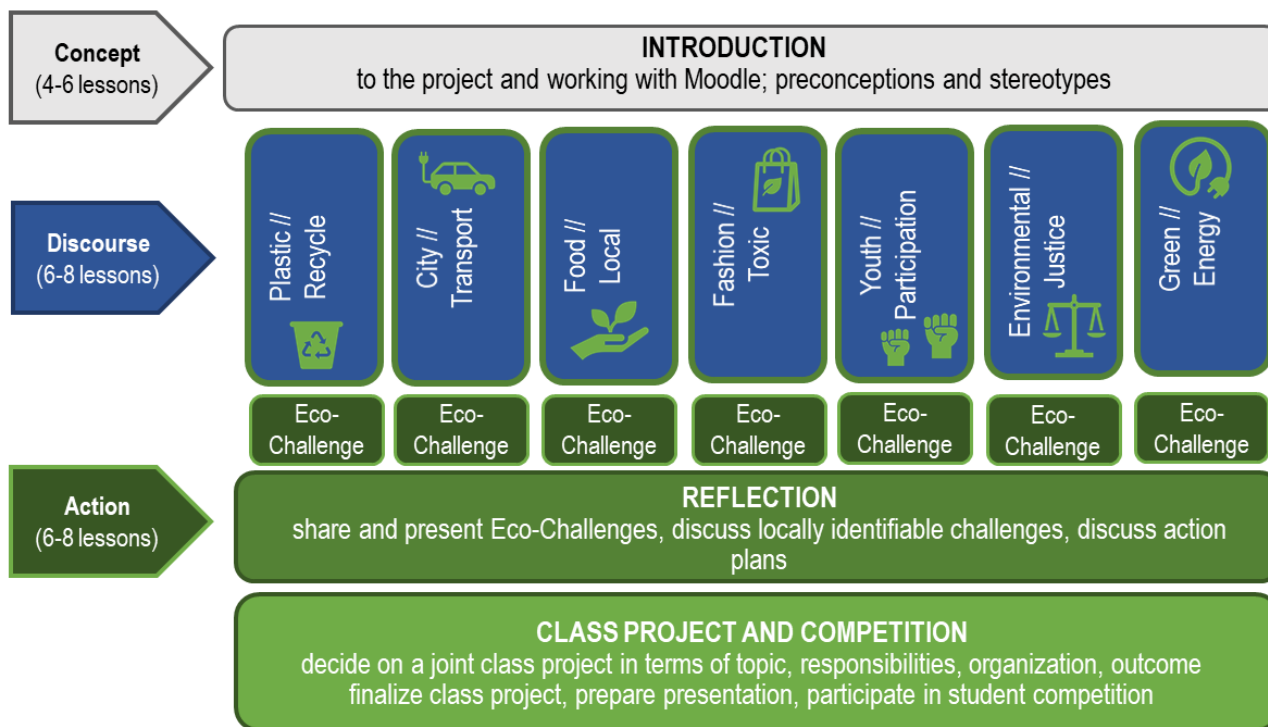 Concept
(4-6 lessons)
INTRODUCTION
to the project and working with Moodle; preconceptions and stereotypes
Discourse
(6-8 lessons)
Plastic //
Recycle
City //
Transport
Food //
Local
Fashion //
Toxic
Youth //
Participation
Environmental //
Justice
Green //
Energy
Eco-
Challenge
Eco-
Challenge
Eco-
Challenge
Eco-
Challenge
Eco-
Challenge
Eco-
Challenge
Eco-
Challenge
Action
(6-8 lessons)
REFLECTION
share and present Eco-Challenges, discuss locally identifiable challenges, discuss action
plans
CLASS PROJECT AND COMPETITION
decide on a joint class project in terms of topic, responsibilities, organization, outcome
finalize class project, prepare presentation, participate in student competition